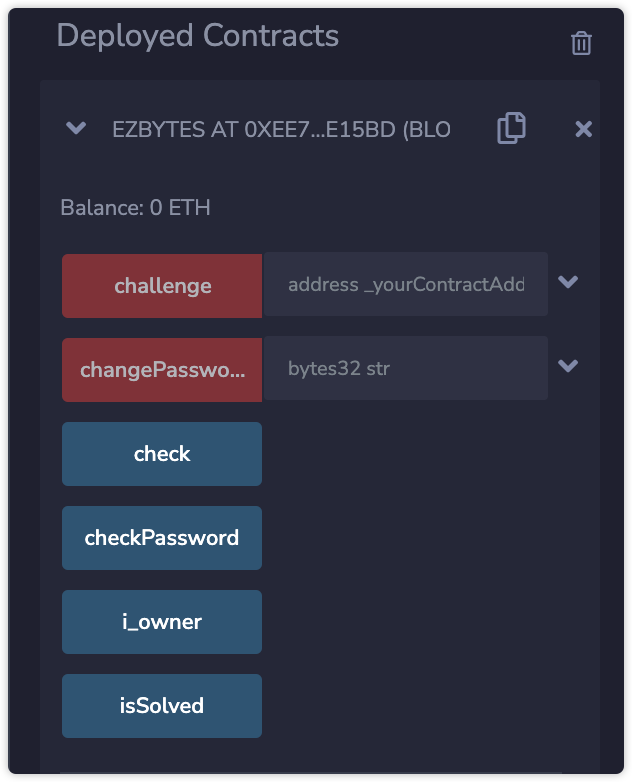 Deployed Contracts
EZBYTES AT 0XEE7...E15BD (BLO
Balance: 0 ETH
challenge address _yourContractAdd
changePasswo... bytes32 str
check
checkPassword
i_owner
isSolved